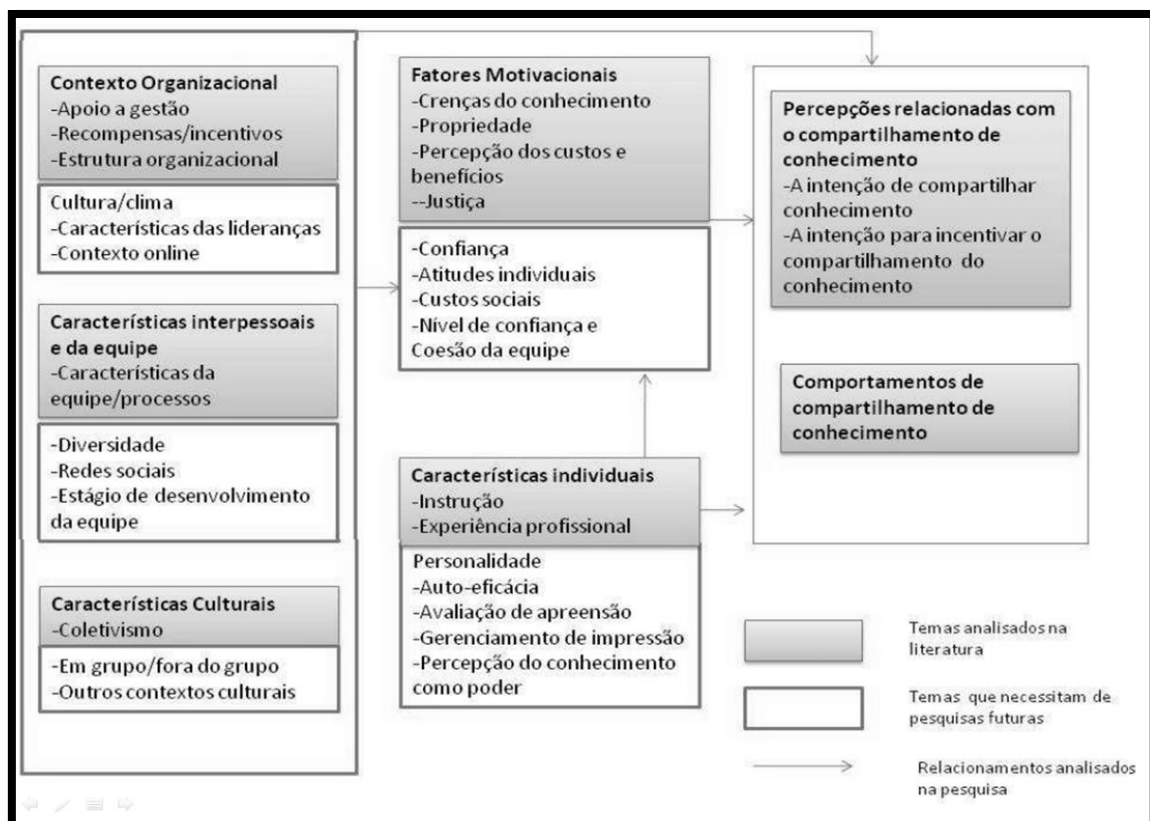 Contexto Organizacional
-Apoio a gestão
-Recompensas/incentivos
-Estrutura organizacional
Cultura/clima
-Características das lideranças
-Contexto online
Características interpessoais
e da equipe
-Características da
equipe/processos
-Diversidade
-Redes sociais
-Estágio de desenvolvimento
da equipe
Características Culturais
-Coletivismo
-Em grupo/fora do grupo
-Outros contextos culturais
Fatores Motivacionais
-Crenças do conhecimento
-Propriedade
-Percepção dos custos e
benefícios
--Justiça
-Confiança
-Atitudes individuais
-Custos sociais
-Nível de confiança e
Coesão da equipe
Características individuais
-Instrução
-Experiência profissional
Personalidade
-Auto-eficácia
-Avaliação de apreensão
-Gerenciamento de impressão
-Percepção do conhecimento
como poder
Percepções relacionadas com
o compartilhamento de
conhecimento
-A intenção de compartilhar
conhecimento
-A intenção para incentivar o
compartilhamento do
conhecimento
Comportamentos de
compartilhamento de
conhecimento
Temas analisados na
literatura
Temas que necessitam de
pesquisas futuras
Relacionamentos analisados
na pesquisa